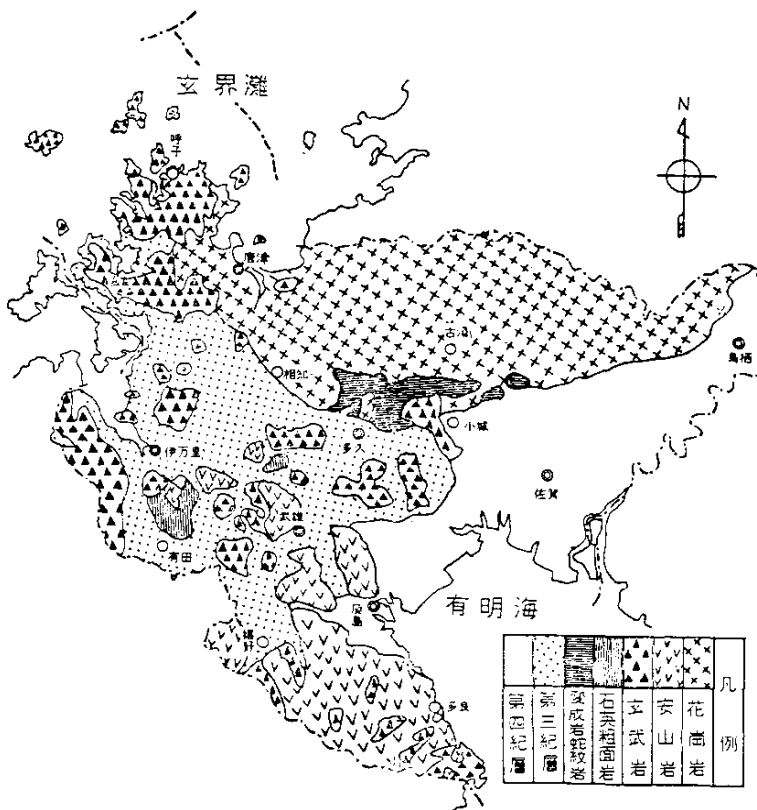 玄界灘
呼子
N
唐津
古湯
鳥栖
相知
小城
多久
伊万里
佐賀
武雄
有田
有明海
鹿島
嬉野
多良
凡例
花崗岩
安山岩
玄武岩
石英粗面岩
変成岩蛇紋岩
第三紀層
第四紀層